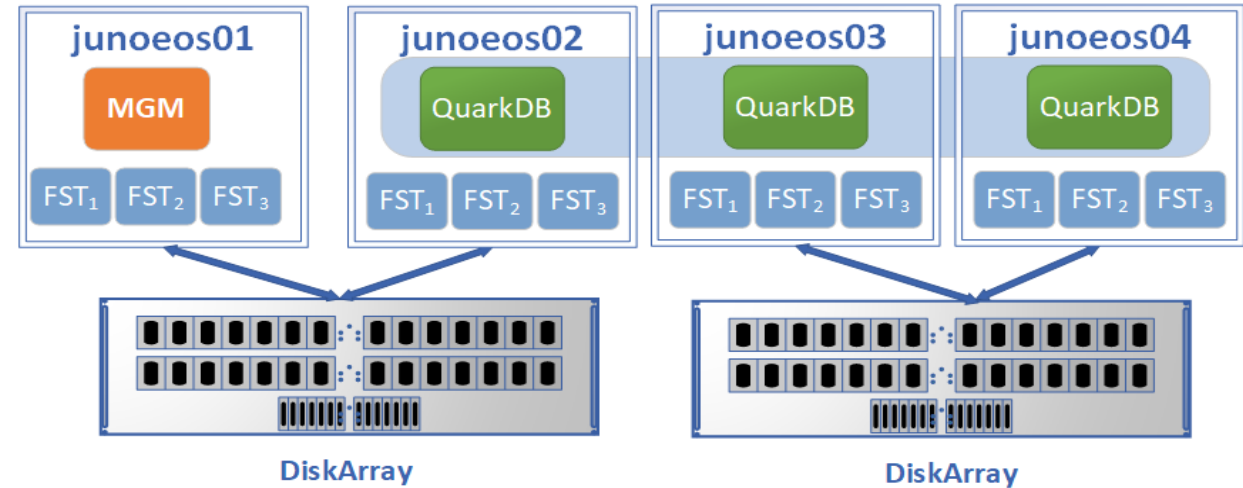 junoeos01
junoeos02
junoeos03
junoeos04
MGM
QuarkDB
QuarkDB
QuarkDB
FST₁ FST₂ FST₃
FST₁ FST₂ FST₃
FST₁ FST₂ FST₃
FST₁ FST₂ FST₃
DiskArray
DiskArray